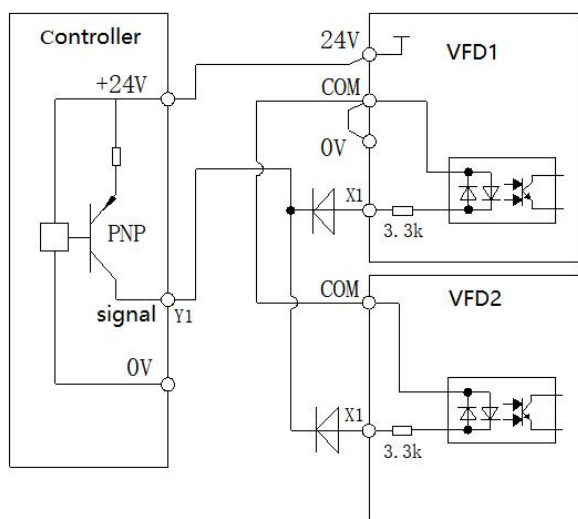 Controller
+24V
PNP
signal
Y1
0V
24V
COM
0V
X1
3.3k
VFD1
COM
X1
3.3k
VFD2